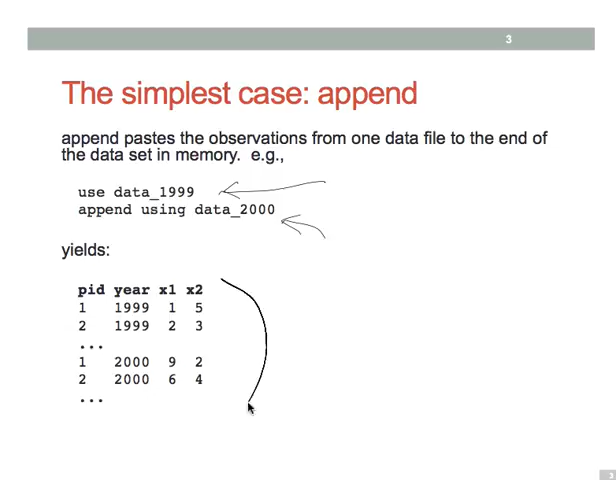 3
The simplest case: append
append pastes the observations from one data file to the end of
the data set in memory. e.g.,
use data_1999
append using data_2000
yields:
pid year x1 x2
1 1999 1 5
2 1999 2 3
...
1 2000 9 2
2 2000 6 4
...
3